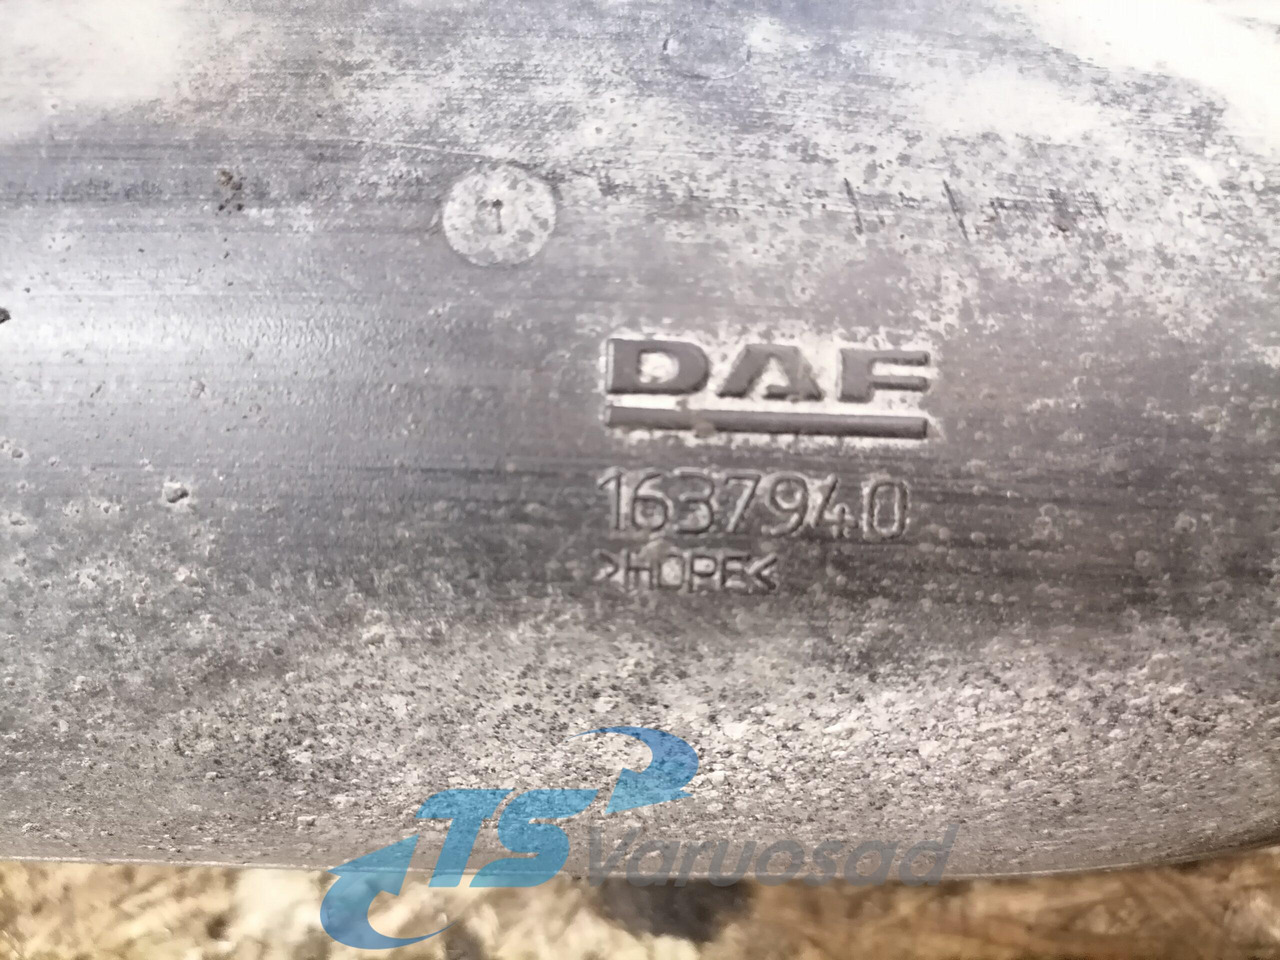 DAF
1637940
>HDPE<
TS Varuosad